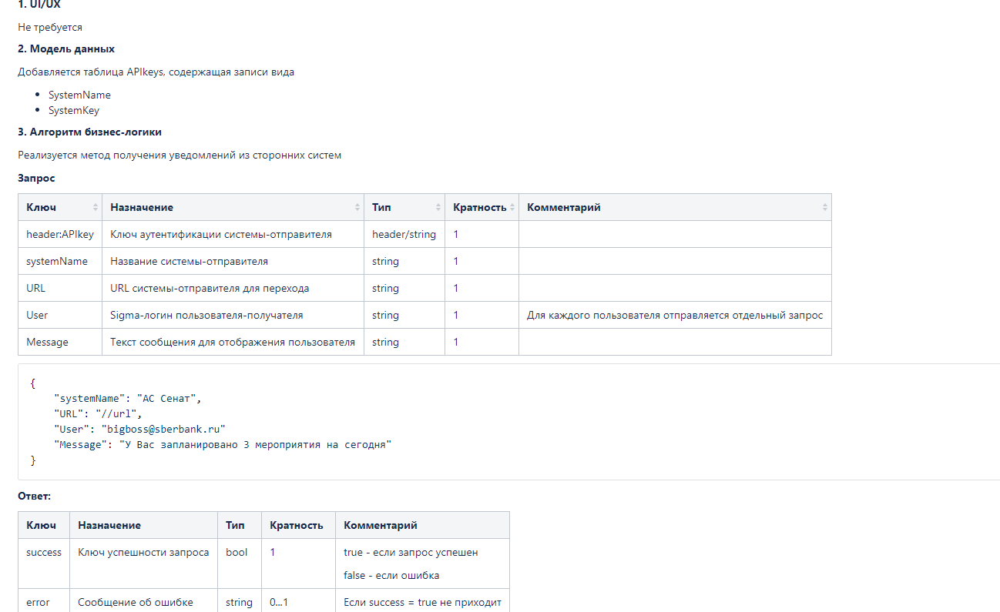 1. UI/UX
Не требуется
2. Модель данных
Добавляется таблица APIkeys, содержащая записи вида
SystemName
SystemKey
3. Алгоритм бизнес-логики
Реализуется метод получения уведомлений из сторонних систем
Запрос
Ключ Назначение Тип Кратность Комментарий
header:APIkey Ключ аутентификации системы-отправителя header/string 1
systemName Название системы-отправителя string 1
URL URL системы-отправителя для перехода string 1
User Sigma-логин пользователя-получателя string 1 Для каждого пользователя отправляется отдельный запрос
Message Текст сообщения для отображения пользователя string 1
{
"systemName": "АС Сенат",
"URL": "//url",
"User": "bigboss@sberbank.ru"
"Message": "У Вас запланировано 3 мероприятия на сегодня"
}
Ответ:
Ключ Назначение Тип Кратность Комментарий
success Ключ успешности запроса bool 1 true - если запрос успешен
false - если ошибка
error Сообщение об ошибке string 0...1 Если success = true не приходит